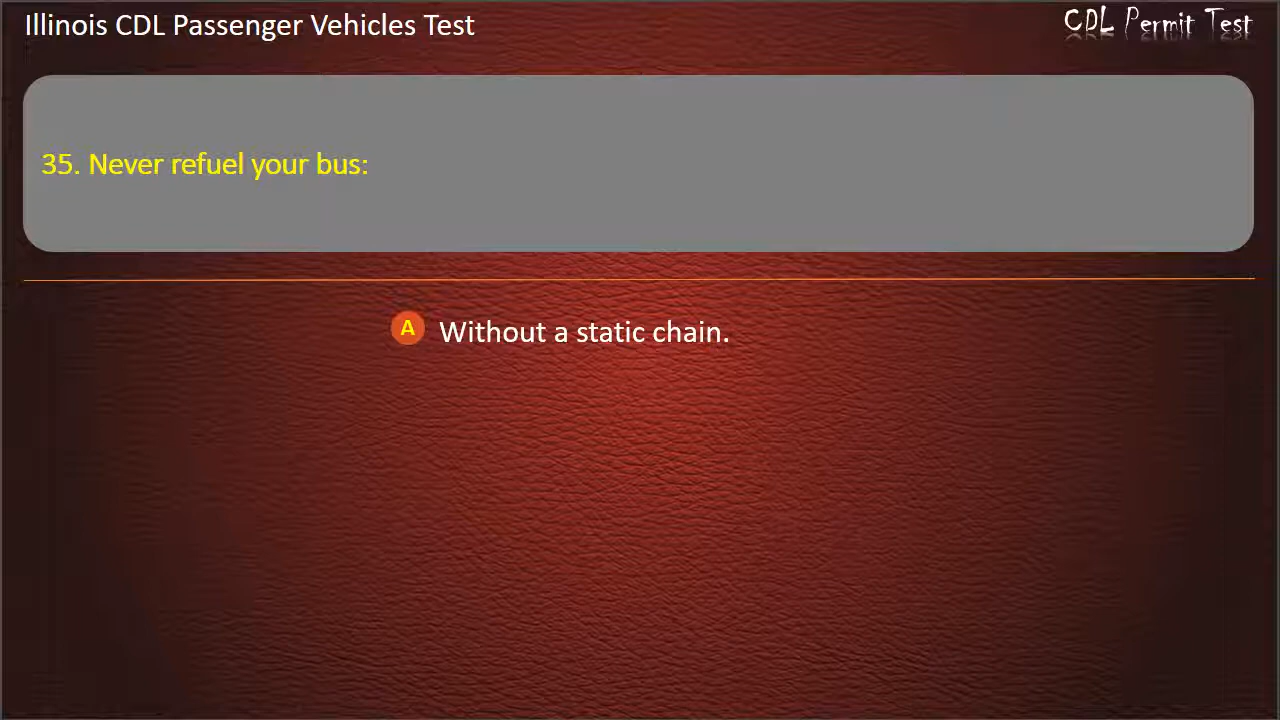 Illinois CDL Passenger Vehicles Test
CDL Permit Test
35. Never refuel your bus:
A Without a static chain.